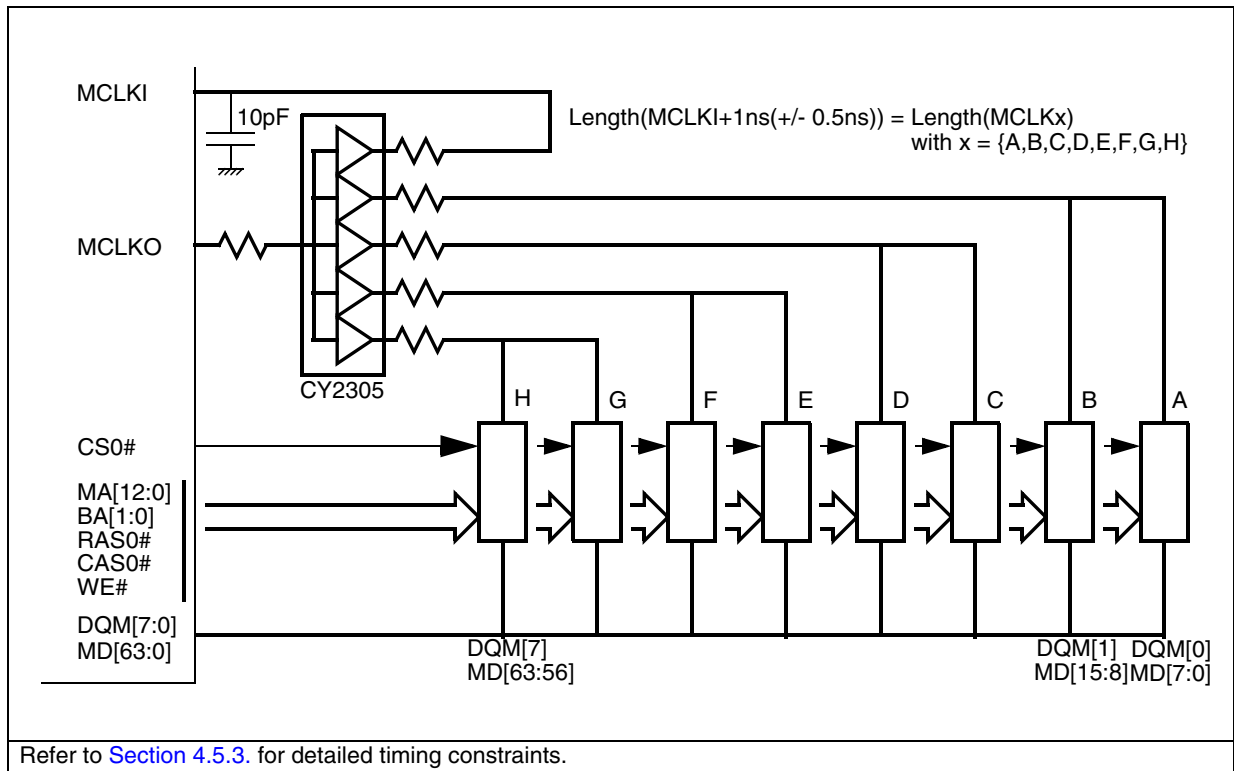 MCLKI
10pF
Length(MCLKI+1ns(+/- 0.5ns)) = Length(MCLKx)
with x = {A,B,C,D,E,F,G,H}
MCLKO
CY2305
H G F E D C B A
CS0#
MA[12:0]
BA[1:0]
RAS0#
CAS0#
WE#
DQM[7:0]
MD[63:0]
DQM[7]
MD[63:56]
DQM[1]
MD[15:8]
DQM[0]
MD[7:0]
Refer to Section 4.5.3. for detailed timing constraints.